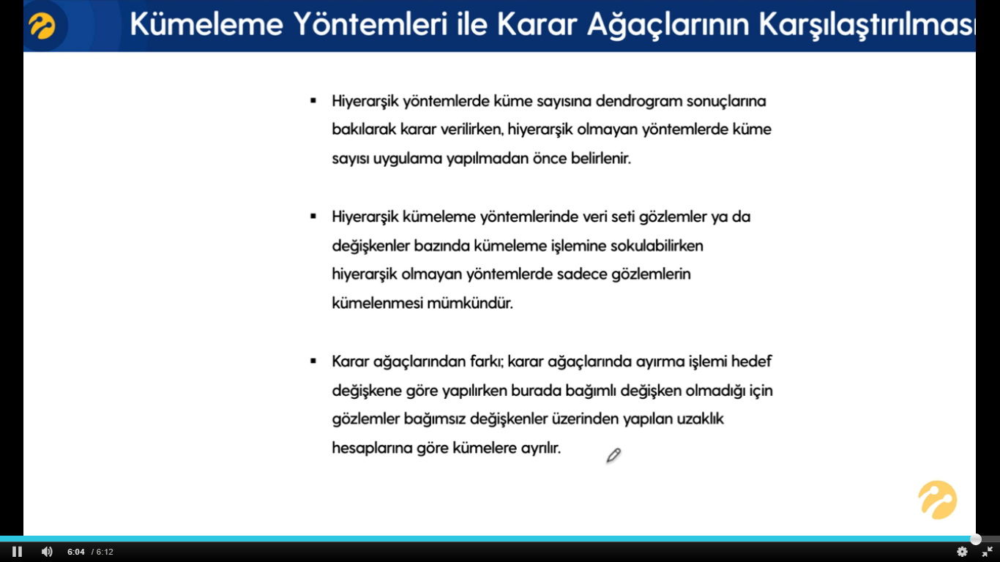 Kümeleme Yöntemleri ile Karar Ağaçlarının Karşılaştırılması
▪ Hiyerarşik yöntemlerde küme sayısına dendrogram sonuçlarına
bakılarak karar verilirken, hiyerarşik olmayan yöntemlerde küme
sayısı uygulama yapılmadan önce belirlenir.
▪ Hiyerarşik kümeleme yöntemlerinde veri seti gözlemler ya da
değişkenler bazında kümeleme işlemine sokulabilirken
hiyerarşik olmayan yöntemlerde sadece gözlemlerin
kümelenmesi mümkündür.
▪ Karar ağaçlarından farkı; karar ağaçlarında ayırma işlemi hedef
değişkene göre yapılırken burada bağımlı değişken olmadığı için
gözlemler bağımsız değişkenler üzerinden yapılan uzaklık
hesaplarına göre kümelere ayrılır.
6:04 / 6:12